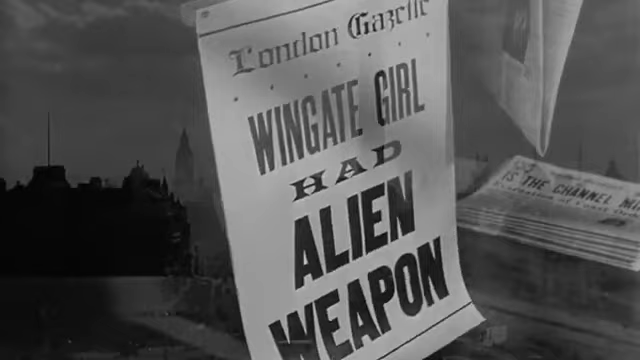 London Gazette
WINGATE GIRL
HAD
ALIEN
WEAPON
IS THE CHANNEL